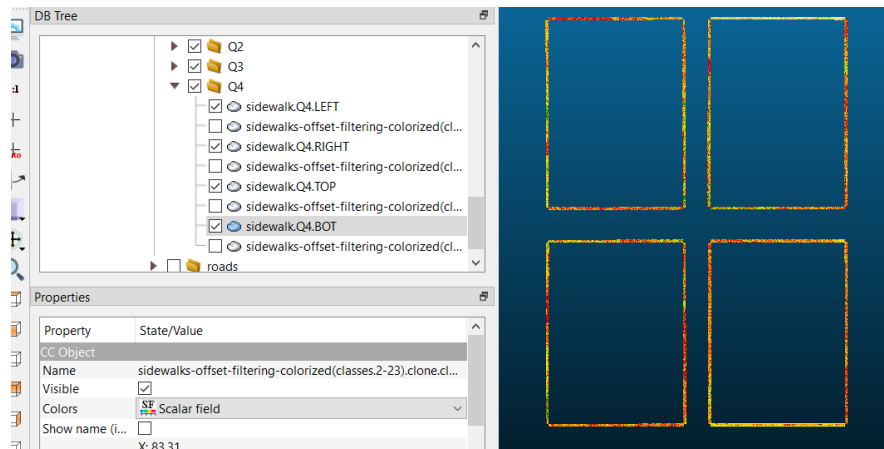 DB Tree
Q2
Q3
Q4
sidewalk.Q4.LEFT
sidewalks-offset-filtering-colorized(cl...
sidewalk.Q4.RIGHT
sidewalks-offset-filtering-colorized(cl...
sidewalk.Q4.TOP
sidewalks-offset-filtering-colorized(cl...
sidewalk.Q4.BOT
sidewalks-offset-filtering-colorized(cl...
roads
Properties
Property State/Value
CC Object
Name sidewalks-offset-filtering-colorized(classes.2-23).clone.cl...
Visible
Colors SF Scalar field
Show name (i...
X: 83.31